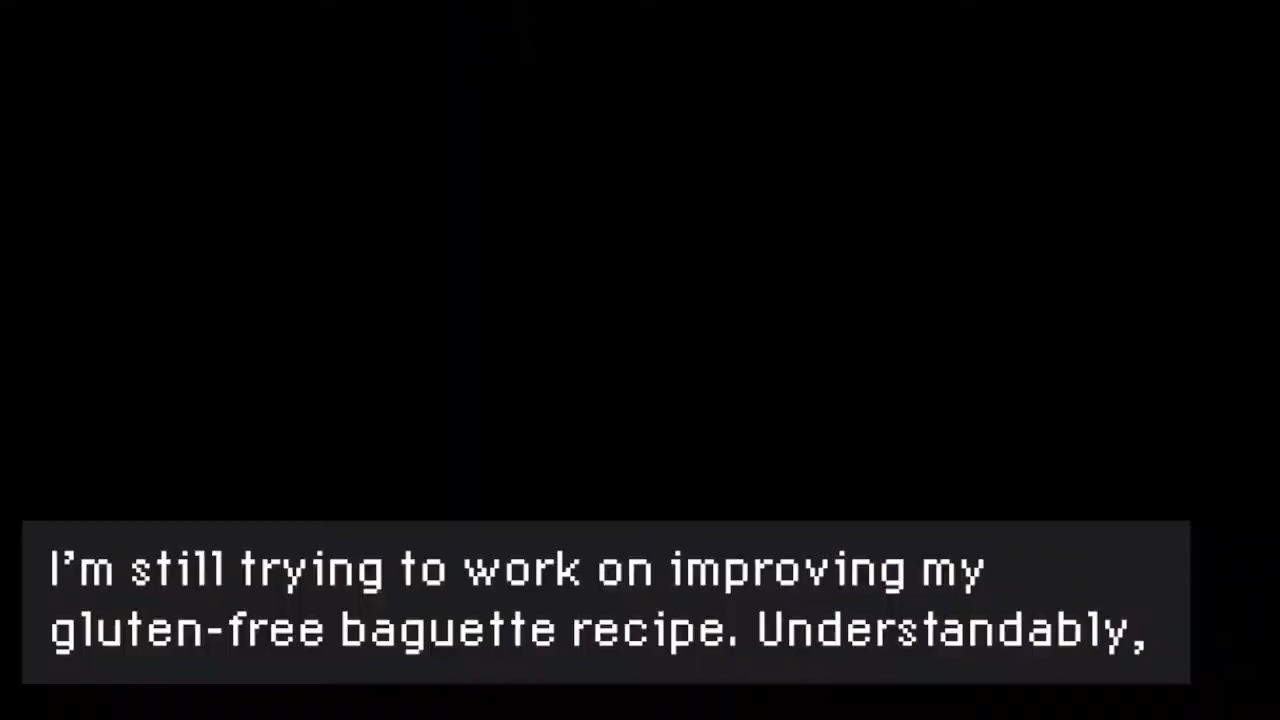 I'm still trying to work on improving my
gluten-free baguette recipe. Understandably,